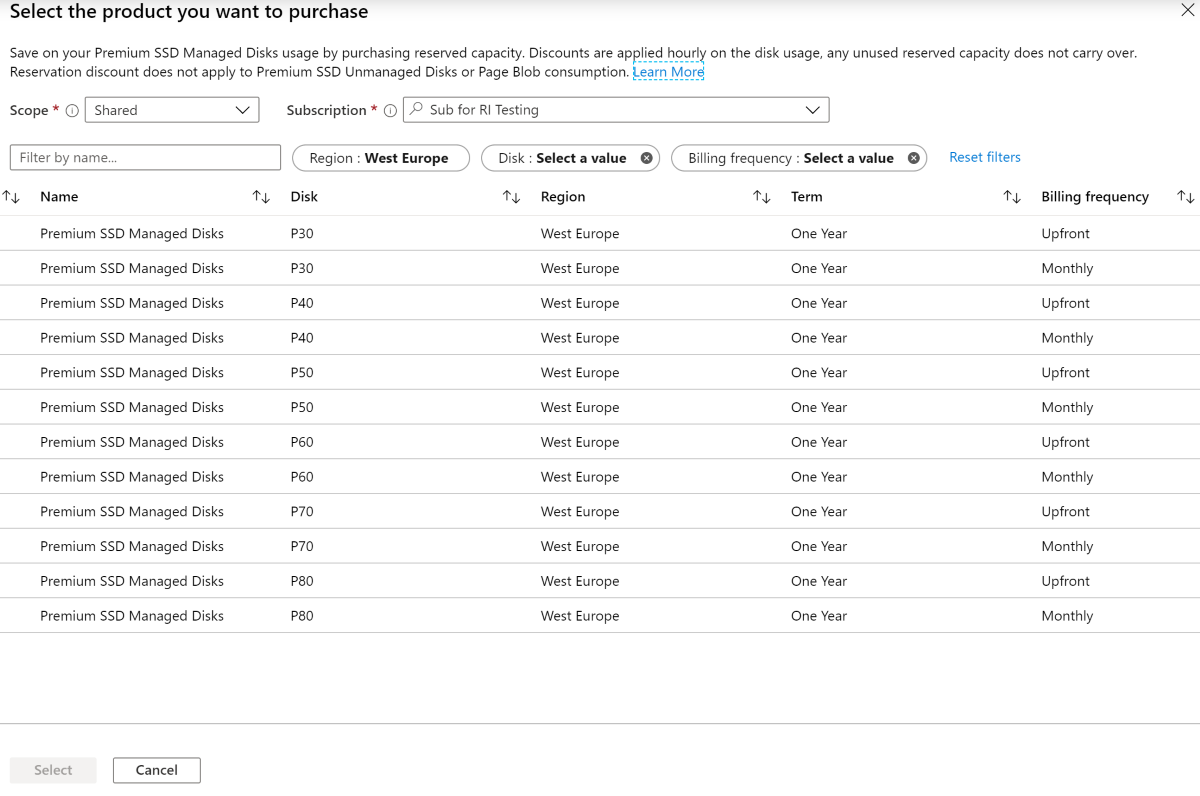 Select the product you want to purchase
Save on your Premium SSD Managed Disks usage by purchasing reserved capacity. Discounts are applied hourly on the disk usage, any unused reserved capacity does not carry over.
Reservation discount does not apply to Premium SSD Unmanaged Disks or Page Blob consumption. Learn More
Scope * Shared Subscription * Sub for RI Testing
Filter by name... Region : West Europe Disk : Select a value Billing frequency : Select a value Reset filters
Name Disk Region Term Billing frequency
Premium SSD Managed Disks P30 West Europe One Year Upfront
Premium SSD Managed Disks P30 West Europe One Year Monthly
Premium SSD Managed Disks P40 West Europe One Year Upfront
Premium SSD Managed Disks P40 West Europe One Year Monthly
Premium SSD Managed Disks P50 West Europe One Year Upfront
Premium SSD Managed Disks P50 West Europe One Year Monthly
Premium SSD Managed Disks P60 West Europe One Year Upfront
Premium SSD Managed Disks P60 West Europe One Year Monthly
Premium SSD Managed Disks P70 West Europe One Year Upfront
Premium SSD Managed Disks P70 West Europe One Year Monthly
Premium SSD Managed Disks P80 West Europe One Year Upfront
Premium SSD Managed Disks P80 West Europe One Year Monthly
Select Cancel